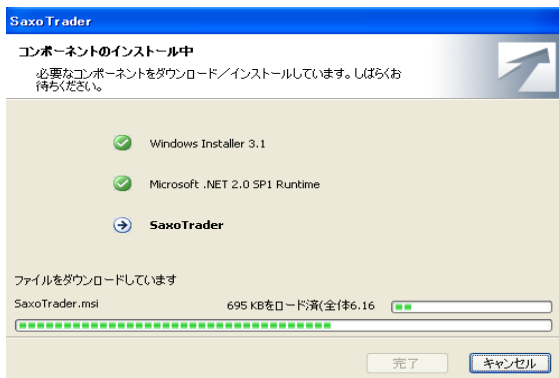 SaxoTrader
コンポーネントのインストール中
必要なコンポーネントをダウンロード／インストールしています。しばらくお
待ちください。
Windows Installer 3.1
Microsoft .NET 2.0 SP1 Runtime
SaxoTrader
ファイルをダウンロードしています
SaxoTrader.msi 695 KBをロード済(全体6.16
完了 キャンセル